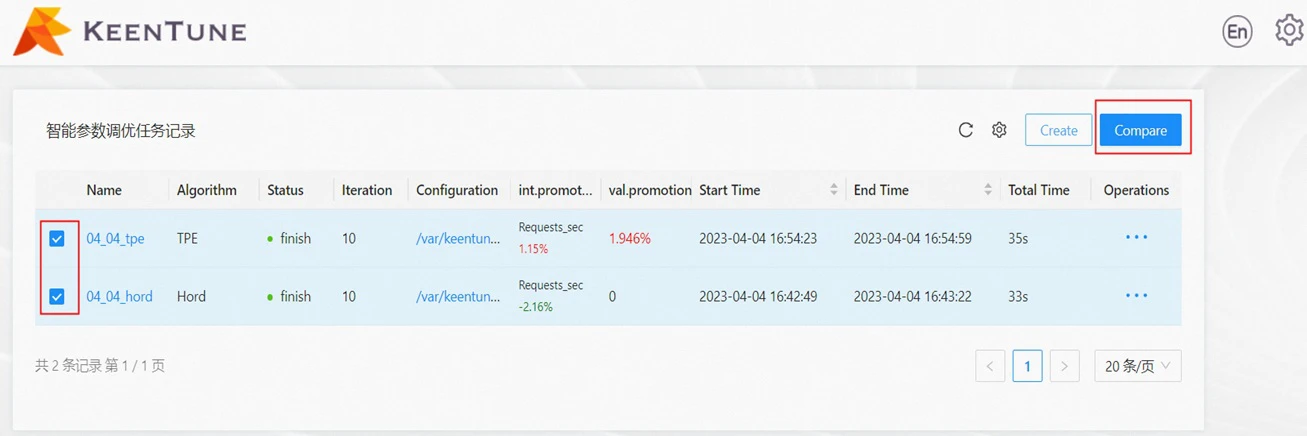 KEENTUNE
En
智能参数调优任务记录
Create
Compare
Name Algorithm Status Iteration Configuration int.promot... val.promotion Start Time End Time Total Time Operations
04_04_tpe TPE finish 10 /var/keentun... Requests_sec 1.15% 1.946% 2023-04-04 16:54:23 2023-04-04 16:54:59 35s ...
04_04_hord Hord finish 10 /var/keentun... Requests_sec -2.16% 0 2023-04-04 16:42:49 2023-04-04 16:43:22 33s ...
共 2 条记录 第 1 / 1 页
< 1 > 20 条/页